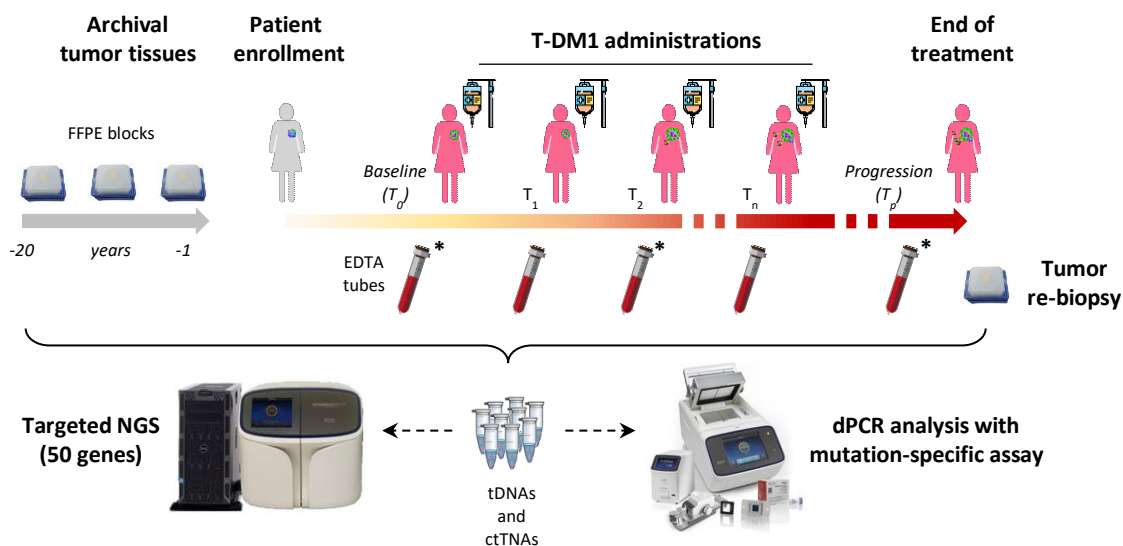 Archival
tumor tissues
Patient
enrollment
T-DM1 administrations
End of
treatment
FFPE blocks
Baseline
(T0)
T1
T2
Tn
Progression
(Tp)
-20 years -1
EDTA
tubes
*
*
*
Tumor
re-biopsy
Targeted NGS
(50 genes)
dPCR analysis with
mutation-specific assay
tDNAs
and
ctTNAs